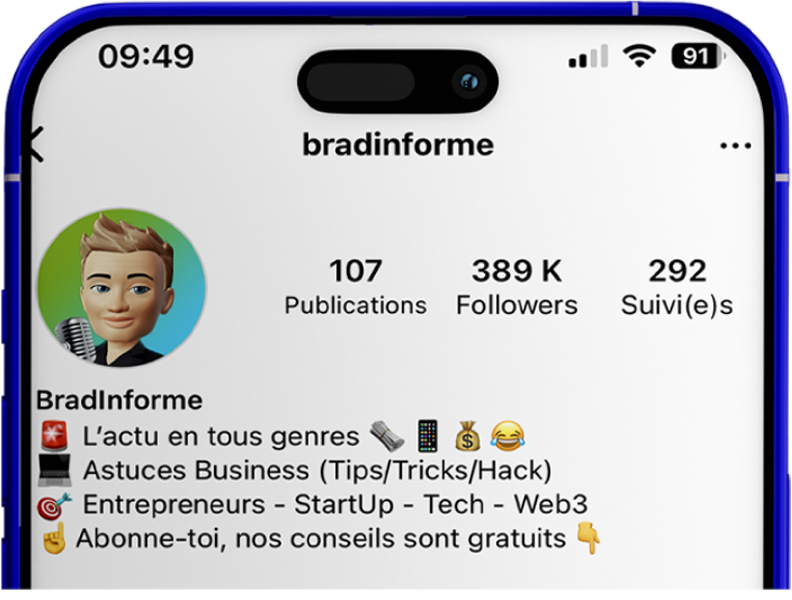 09:49
91
bradinforme
107 389 K 292
Publications Followers Suivi(e)s
BradInforme
🚨 L’actu en tous genres 🗞️📱💰😂
💻 Astuces Business (Tips/Tricks/Hack)
🎯 Entrepreneurs - StartUp - Tech - Web3
☝️ Abonne-toi, nos conseils sont gratuits 👇